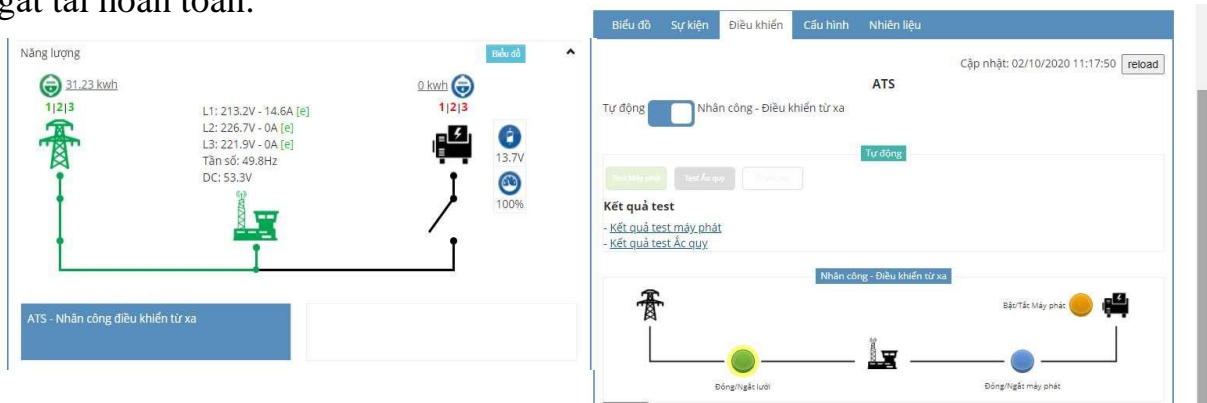 gắt tải hoàn toàn.
Năng lượng
Biểu đồ
31.23 kwh
0 kwh
1|2|3
1|2|3
L1: 213.2V - 14.6A [e]
L2: 226.7V - 0A [e]
L3: 221.9V - 0A [e]
Tần số: 49.8Hz
DC: 53.3V
13.7V
100%
ATS - Nhân công điều khiển từ xa
Biểu đồ Sự kiện Điều khiển Cấu hình Nhiên liệu
Cập nhật: 02/10/2020 11:17:50 reload
ATS
Tự động Nhân công - Điều khiển từ xa
Tự động
Test Máy phát Test Ắc quy
Kết quả test
- Kết quả test máy phát
- Kết quả test Ắc quy
Nhân công - Điều khiển từ xa
Bật/Tắt Máy phát
Đóng/Ngắt lưới
Đóng/Ngắt máy phát